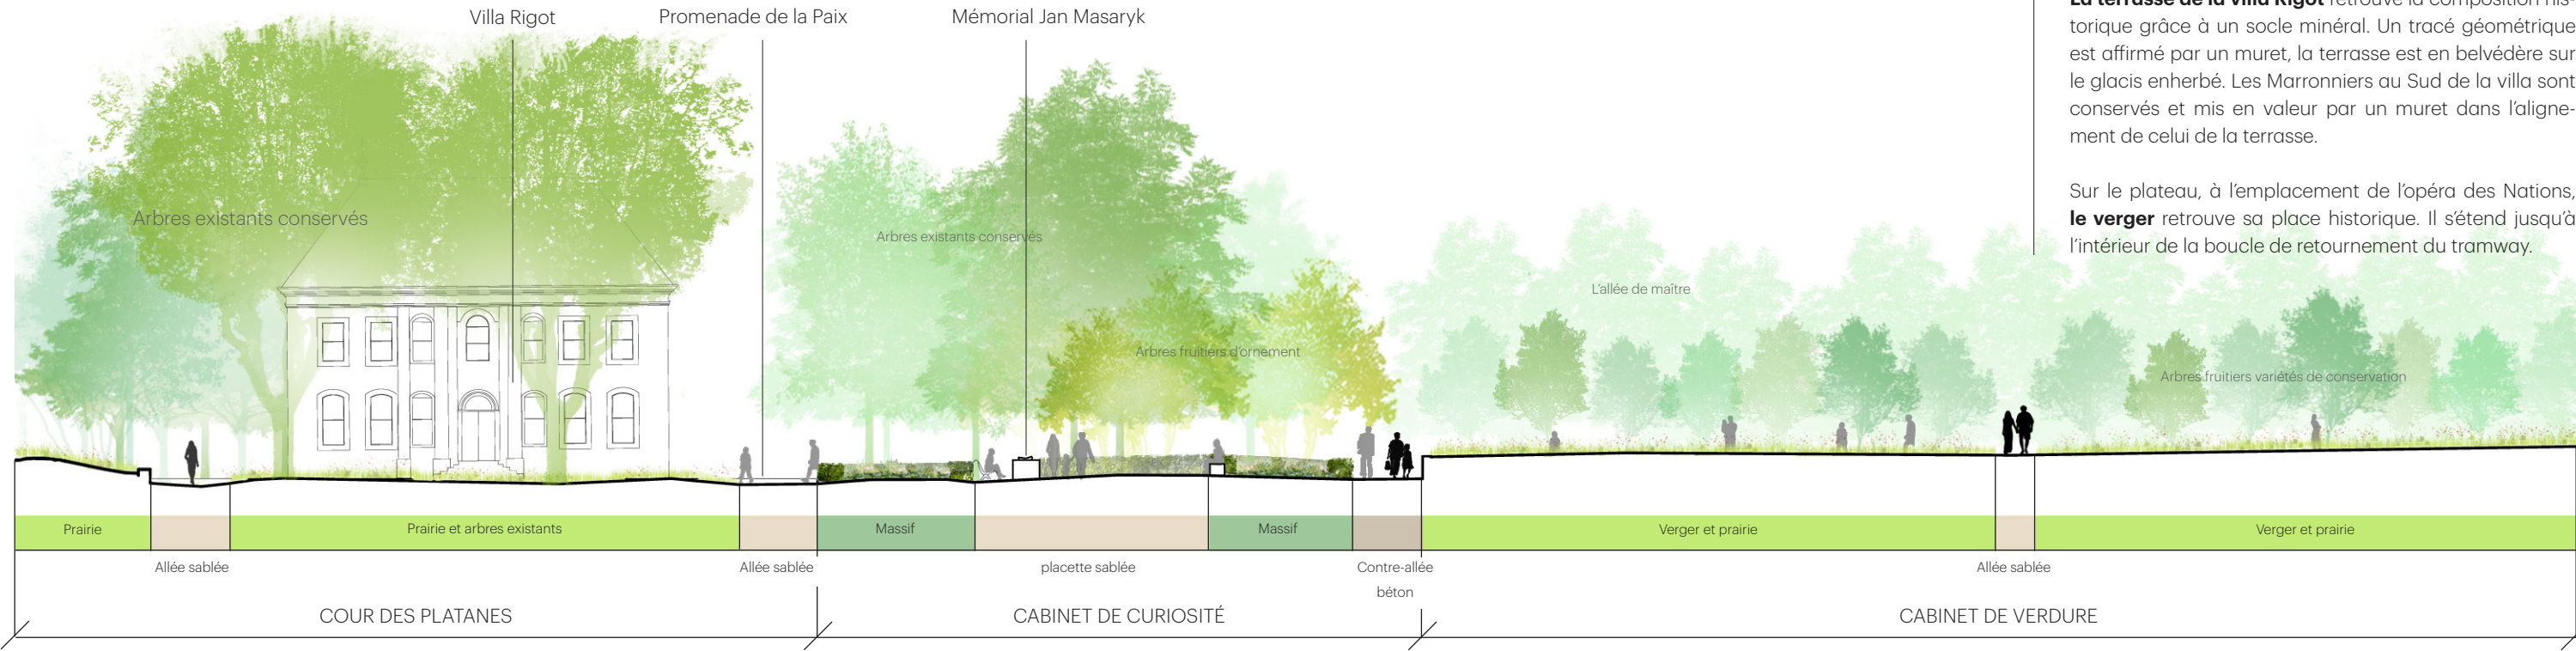 Villa Rigot
Promenade de la Paix
Mémorial Jan Masaryk
La terrasse de la villa Rigot retrouve la composition his-
torique grâce à un socle minéral. Un tracé géométrique
est affirmé par un muret, la terrasse est en belvédère sur
le glacis enherbé. Les Marronniers au Sud de la villa sont
conservés et mis en valeur par un muret dans l’aligne-
ment de celui de la terrasse.
Sur le plateau, à l’emplacement de l’opéra des Nations,
le verger retrouve sa place historique. Il s’étend jusqu’à
l’intérieur de la boucle de retournement du tramway.
Arbres existants conservés
Arbres existants conservés
L’allée de maître
Arbres fruitiers d’ornement
Arbres fruitiers variétés de conservation
Prairie
Prairie et arbres existants
Massif
Massif
Verger et prairie
Verger et prairie
Allée sablée
Allée sablée
placette sablée
Contre-allée
béton
Allée sablée
COUR DES PLATANES
CABINET DE CURIOSITÉ
CABINET DE VERDURE